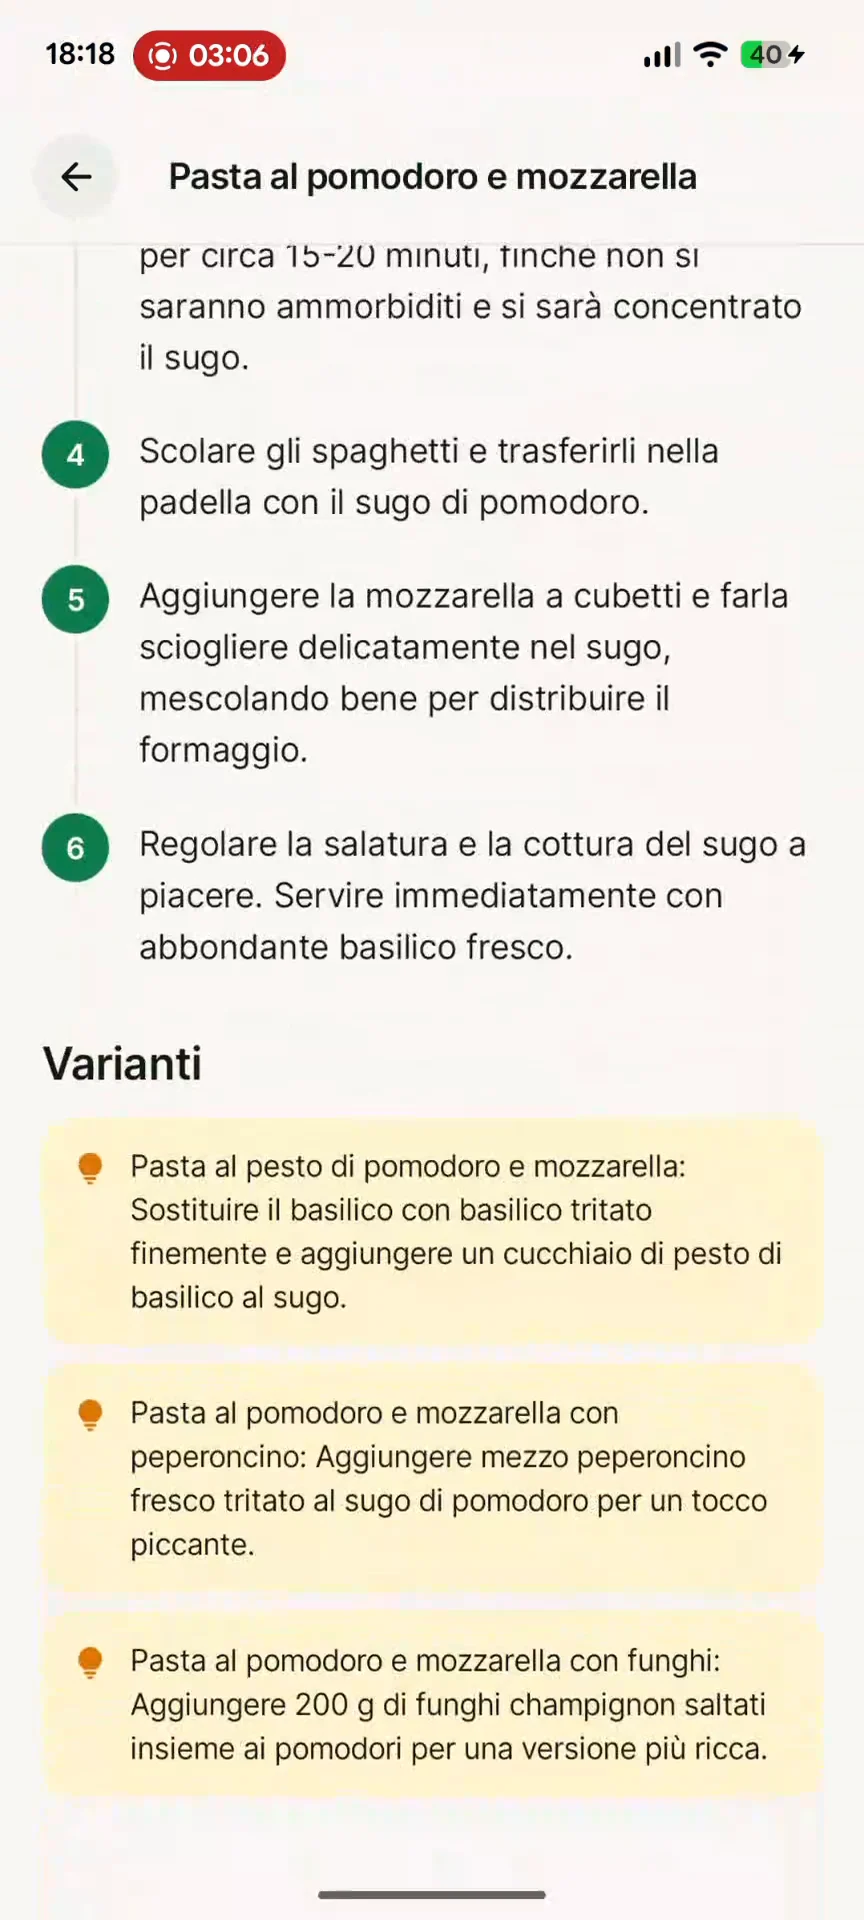 18:18
03:06
40
Pasta al pomodoro e mozzarella
per circa 15-20 minuti, finché non si
saranno ammorbiditi e si sarà concentrato
il sugo.
4
Scolare gli spaghetti e trasferirli nella
padella con il sugo di pomodoro.
5
Aggiungere la mozzarella a cubetti e farla
sciogliere delicatamente nel sugo,
mescolando bene per distribuire il
formaggio.
6
Regolare la salatura e la cottura del sugo a
piacere. Servire immediatamente con
abbondante basilico fresco.
Varianti
Pasta al pesto di pomodoro e mozzarella:
Sostituire il basilico con basilico tritato
finemente e aggiungere un cucchiaio di pesto di
basilico al sugo.
Pasta al pomodoro e mozzarella con
peperoncino: Aggiungere mezzo peperoncino
fresco tritato al sugo di pomodoro per un tocco
piccante.
Pasta al pomodoro e mozzarella con funghi:
Aggiungere 200 g di funghi champignon saltati
insieme ai pomodori per una versione più ricca.